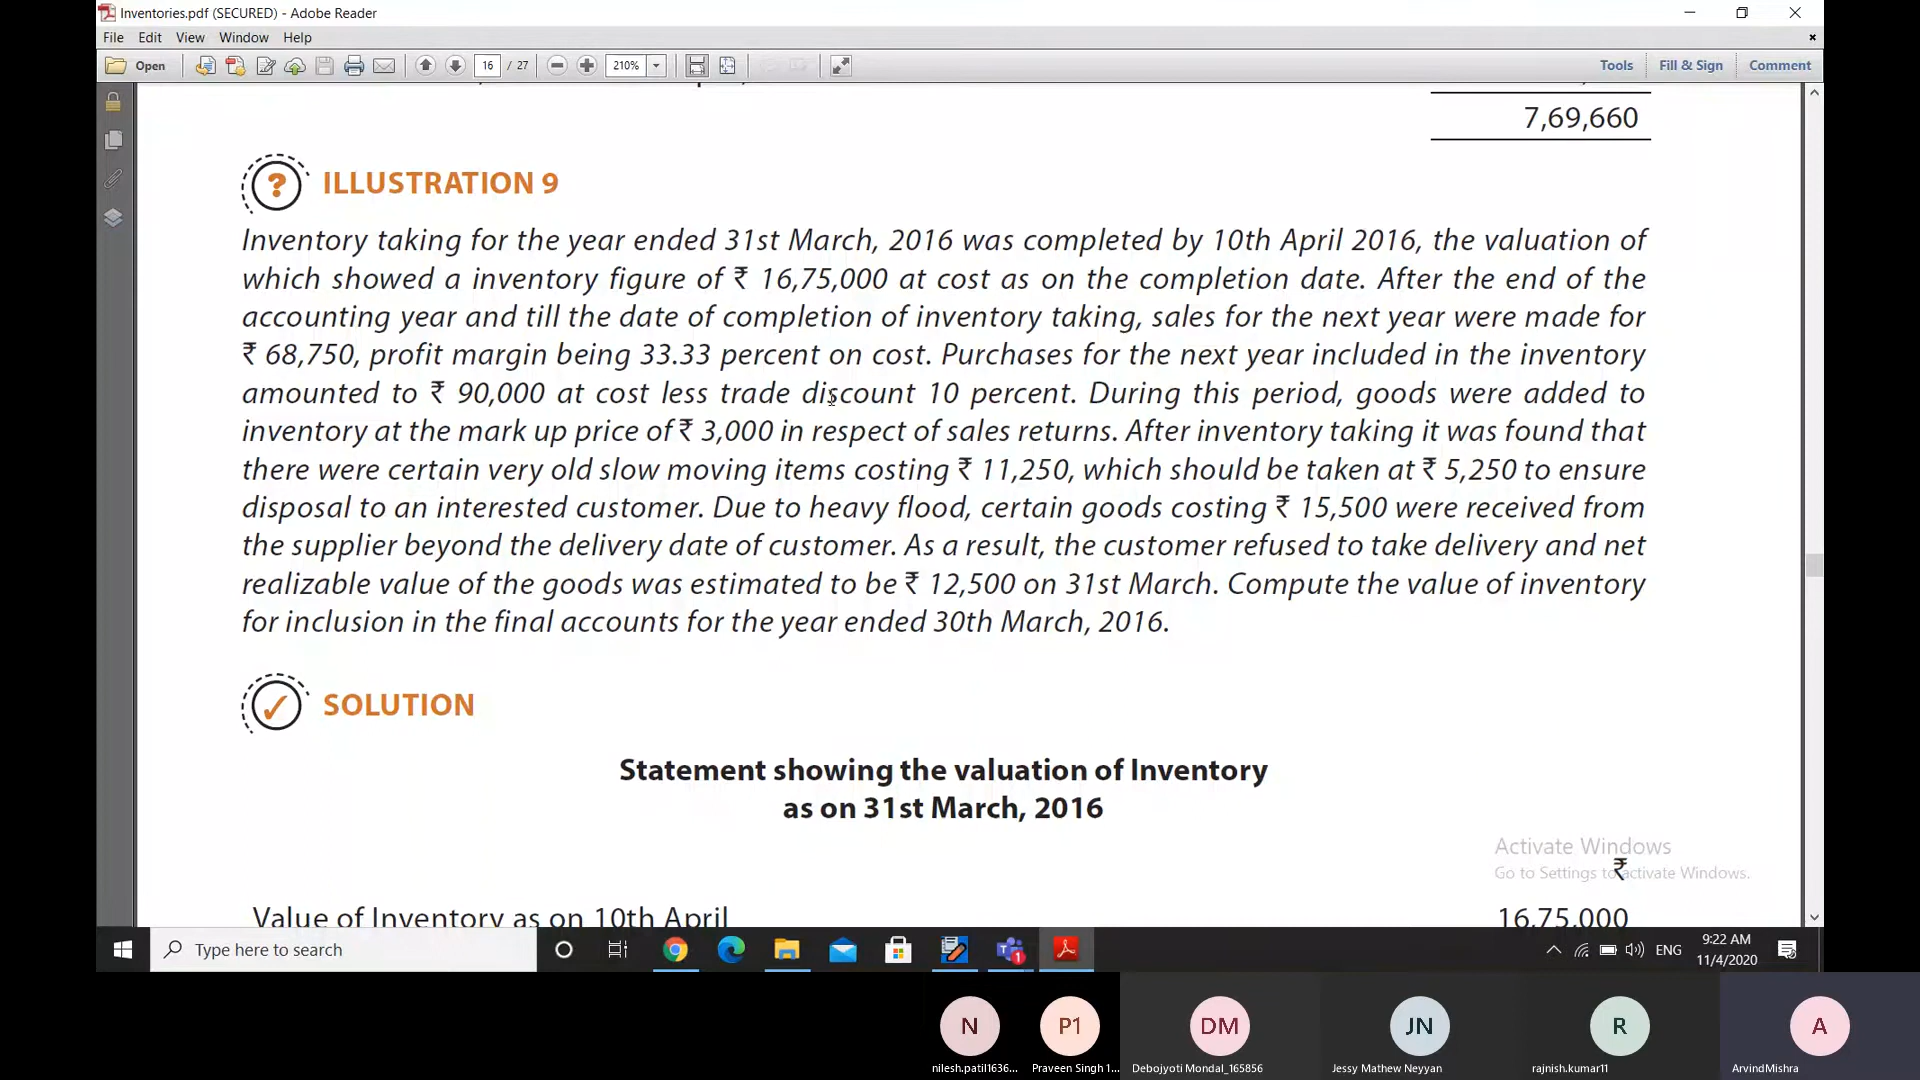 Inventories.pdf (SECURED) - Adobe Reader
File Edit View Window Help
Open 16 / 27 210% Tools Fill & Sign Comment
7,69,660
? ILLUSTRATION 9
Inventory taking for the year ended 31st March, 2016 was completed by 10th April 2016, the valuation of
which showed a inventory figure of ₹ 16,75,000 at cost as on the completion date. After the end of the
accounting year and till the date of completion of inventory taking, sales for the next year were made for
₹ 68,750, profit margin being 33.33 percent on cost. Purchases for the next year included in the inventory
amounted to ₹ 90,000 at cost less trade discount 10 percent. During this period, goods were added to
inventory at the mark up price of ₹ 3,000 in respect of sales returns. After inventory taking it was found that
there were certain very old slow moving items costing ₹ 11,250, which should be taken at ₹ 5,250 to ensure
disposal to an interested customer. Due to heavy flood, certain goods costing ₹ 15,500 were received from
the supplier beyond the delivery date of customer. As a result, the customer refused to take delivery and net
realizable value of the goods was estimated to be ₹ 12,500 on 31st March. Compute the value of inventory
for inclusion in the final accounts for the year ended 30th March, 2016.
SOLUTION
Statement showing the valuation of Inventory
as on 31st March, 2016
Activate Windows
₹
Go to Settings to activate Windows.
Value of Inventory as on 10th April 16,75,000
Type here to search 1 ENG 9:22 AM
11/4/2020
N P1 DM JN R A
nilesh.patil1636... Praveen Singh 1... Debojyoti Mondal_165856 Jessy Mathew Neyyan rajnish.kumar11 ArvindMishra